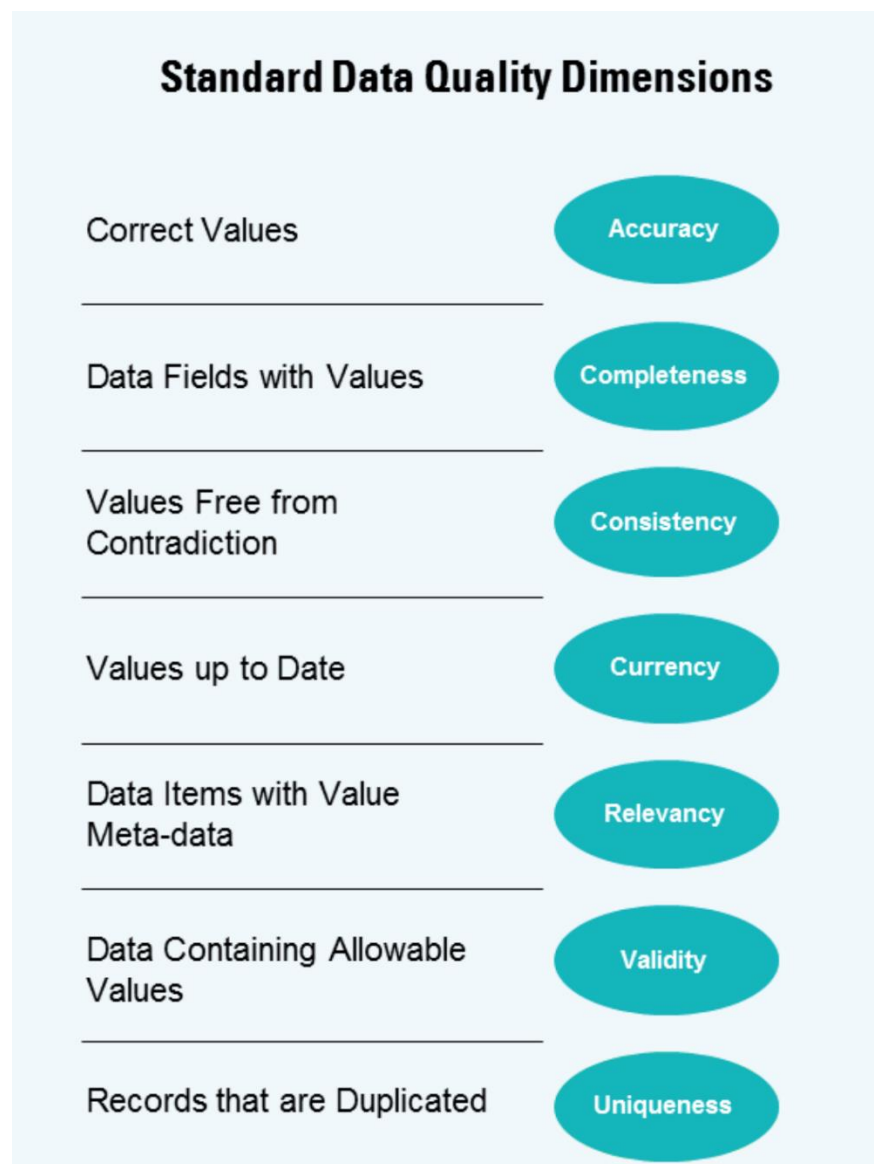 Standard Data Quality Dimensions
Correct Values
Accuracy
Data Fields with Values
Completeness
Values Free from
Contradiction
Consistency
Values up to Date
Currency
Data Items with Value
Meta-data
Relevancy
Data Containing Allowable
Values
Validity
Records that are Duplicated
Uniqueness